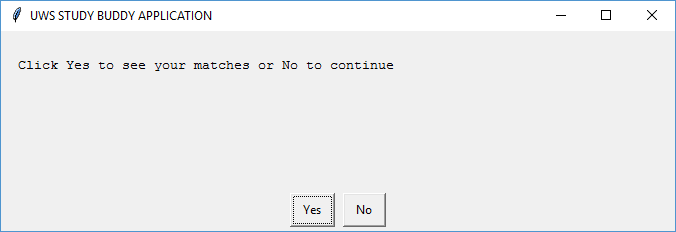 UWS STUDY BUDDY APPLICATION
Click Yes to see your matches or No to continue
Yes No